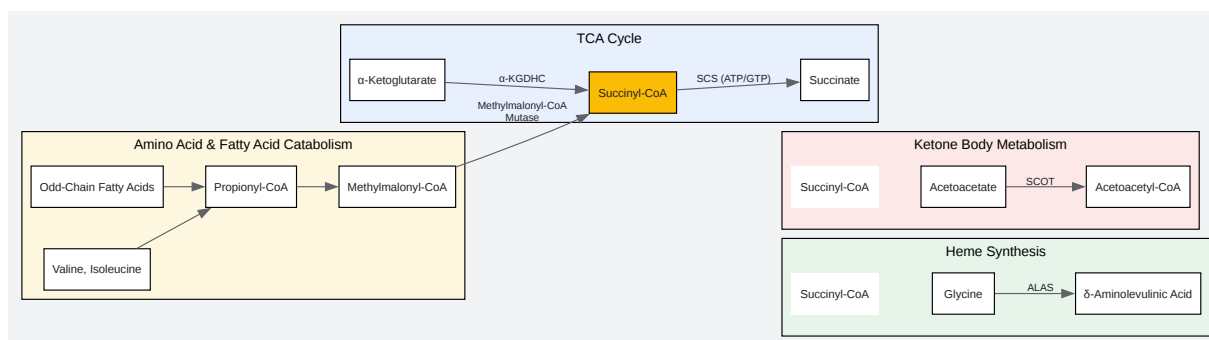 TCA Cycle
α-Ketoglutarate
α-KGDHC
Succinyl-CoA
SCS (ATP/GTP)
Succinate
Methylmalonyl-CoA
Mutase
Amino Acid & Fatty Acid Catabolism
Odd-Chain Fatty Acids
Propionyl-CoA
Methylmalonyl-CoA
Valine, Isoleucine
Ketone Body Metabolism
Succinyl-CoA
Acetoacetate
SCOT
Acetoacetyl-CoA
Heme Synthesis
Succinyl-CoA
Glycine
ALAS
δ-Aminolevulinic Acid